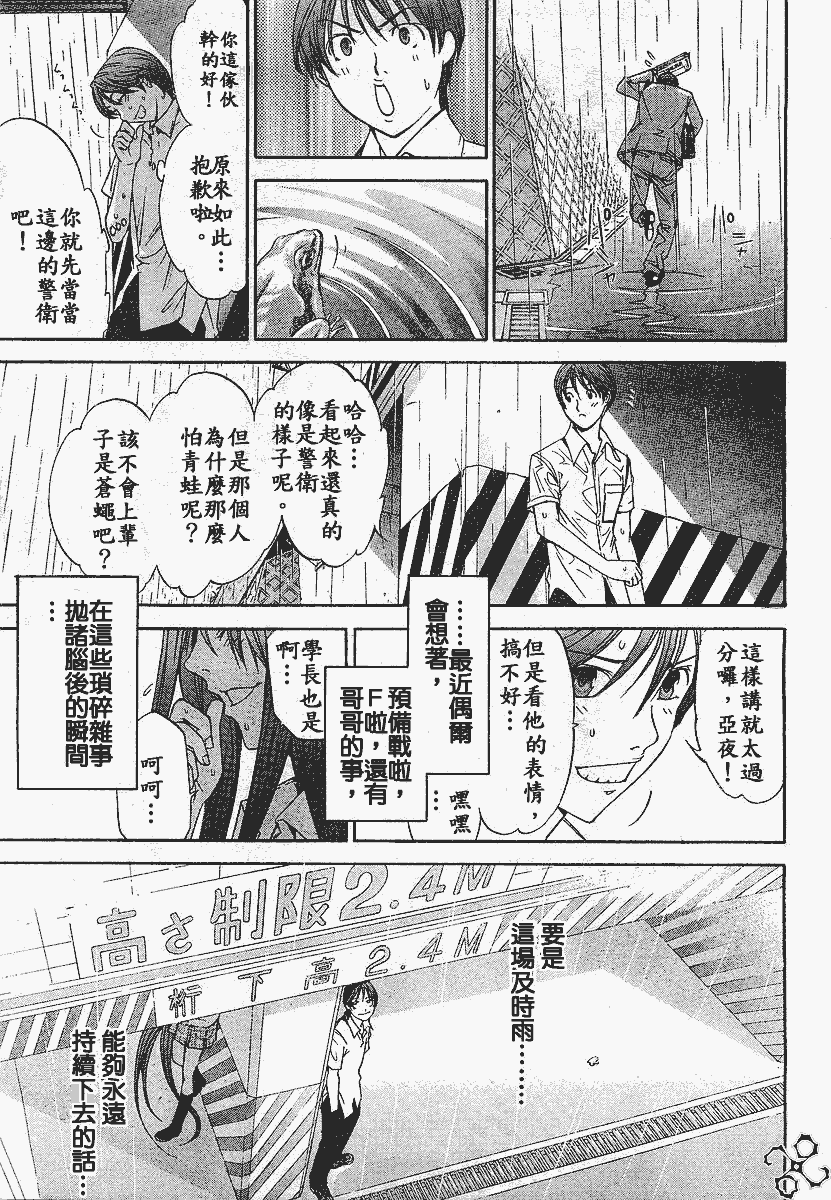 你這傢伙
幹的好！
原來如此…
抱歉啦。
你就先當當
這邊的警衛
吧！
哈哈…
看起來還真的
像是警衛
的樣子呢。
但是那個人
為什麼那麼
怕青蛙呢？
該不會上輩
子是蒼蠅吧？
這樣講就太過
分囉，亞夜！
但是看他的表情，
搞不好…
嘿嘿
…
……最近偶爾
會想著，
預備戰啦，
F啦，還有
哥哥的事，
學長也是
啊…
呵呵…
在這些瑣碎雜事
拋諸腦後的瞬間
…
高さ制限2.4M
桁下高2.4M
要是
這場及時雨………
能夠永遠
持續下去的話…